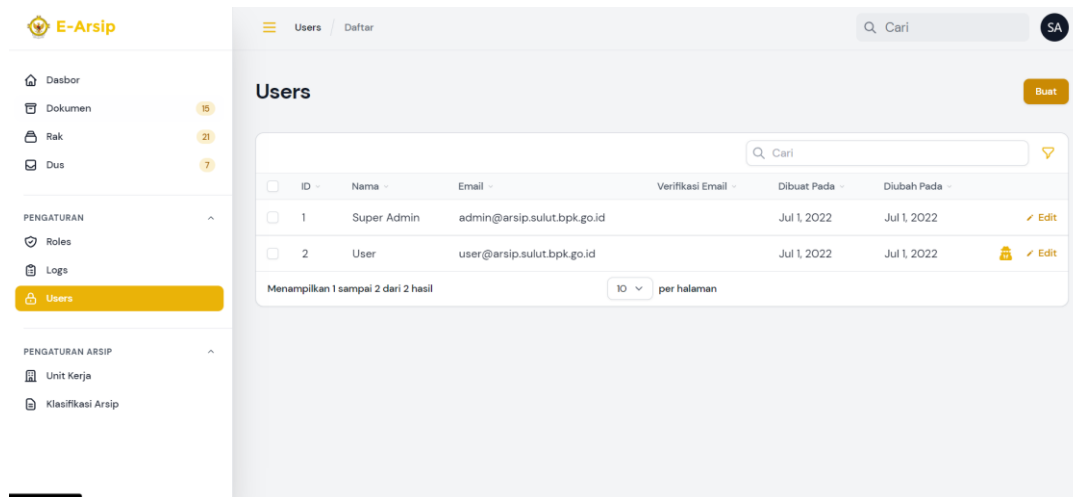 E-Arsip
Users / Daftar
Cari
SA
Dasbor
Dokumen 15
Rak 21
Dus 7
PENGATURAN
Roles
Logs
Users
PENGATURAN ARSIP
Unit Kerja
Klasifikasi Arsip
Users
Buat
Cari
ID Nama Email Verifikasi Email Dibuat Pada Diubah Pada
1 Super Admin admin@arsip.sulut.bpk.go.id Jul 1, 2022 Jul 1, 2022 Edit
2 User user@arsip.sulut.bpk.go.id Jul 1, 2022 Jul 1, 2022 Edit
Menampilkan 1 sampai 2 dari 2 hasil 10 per halaman